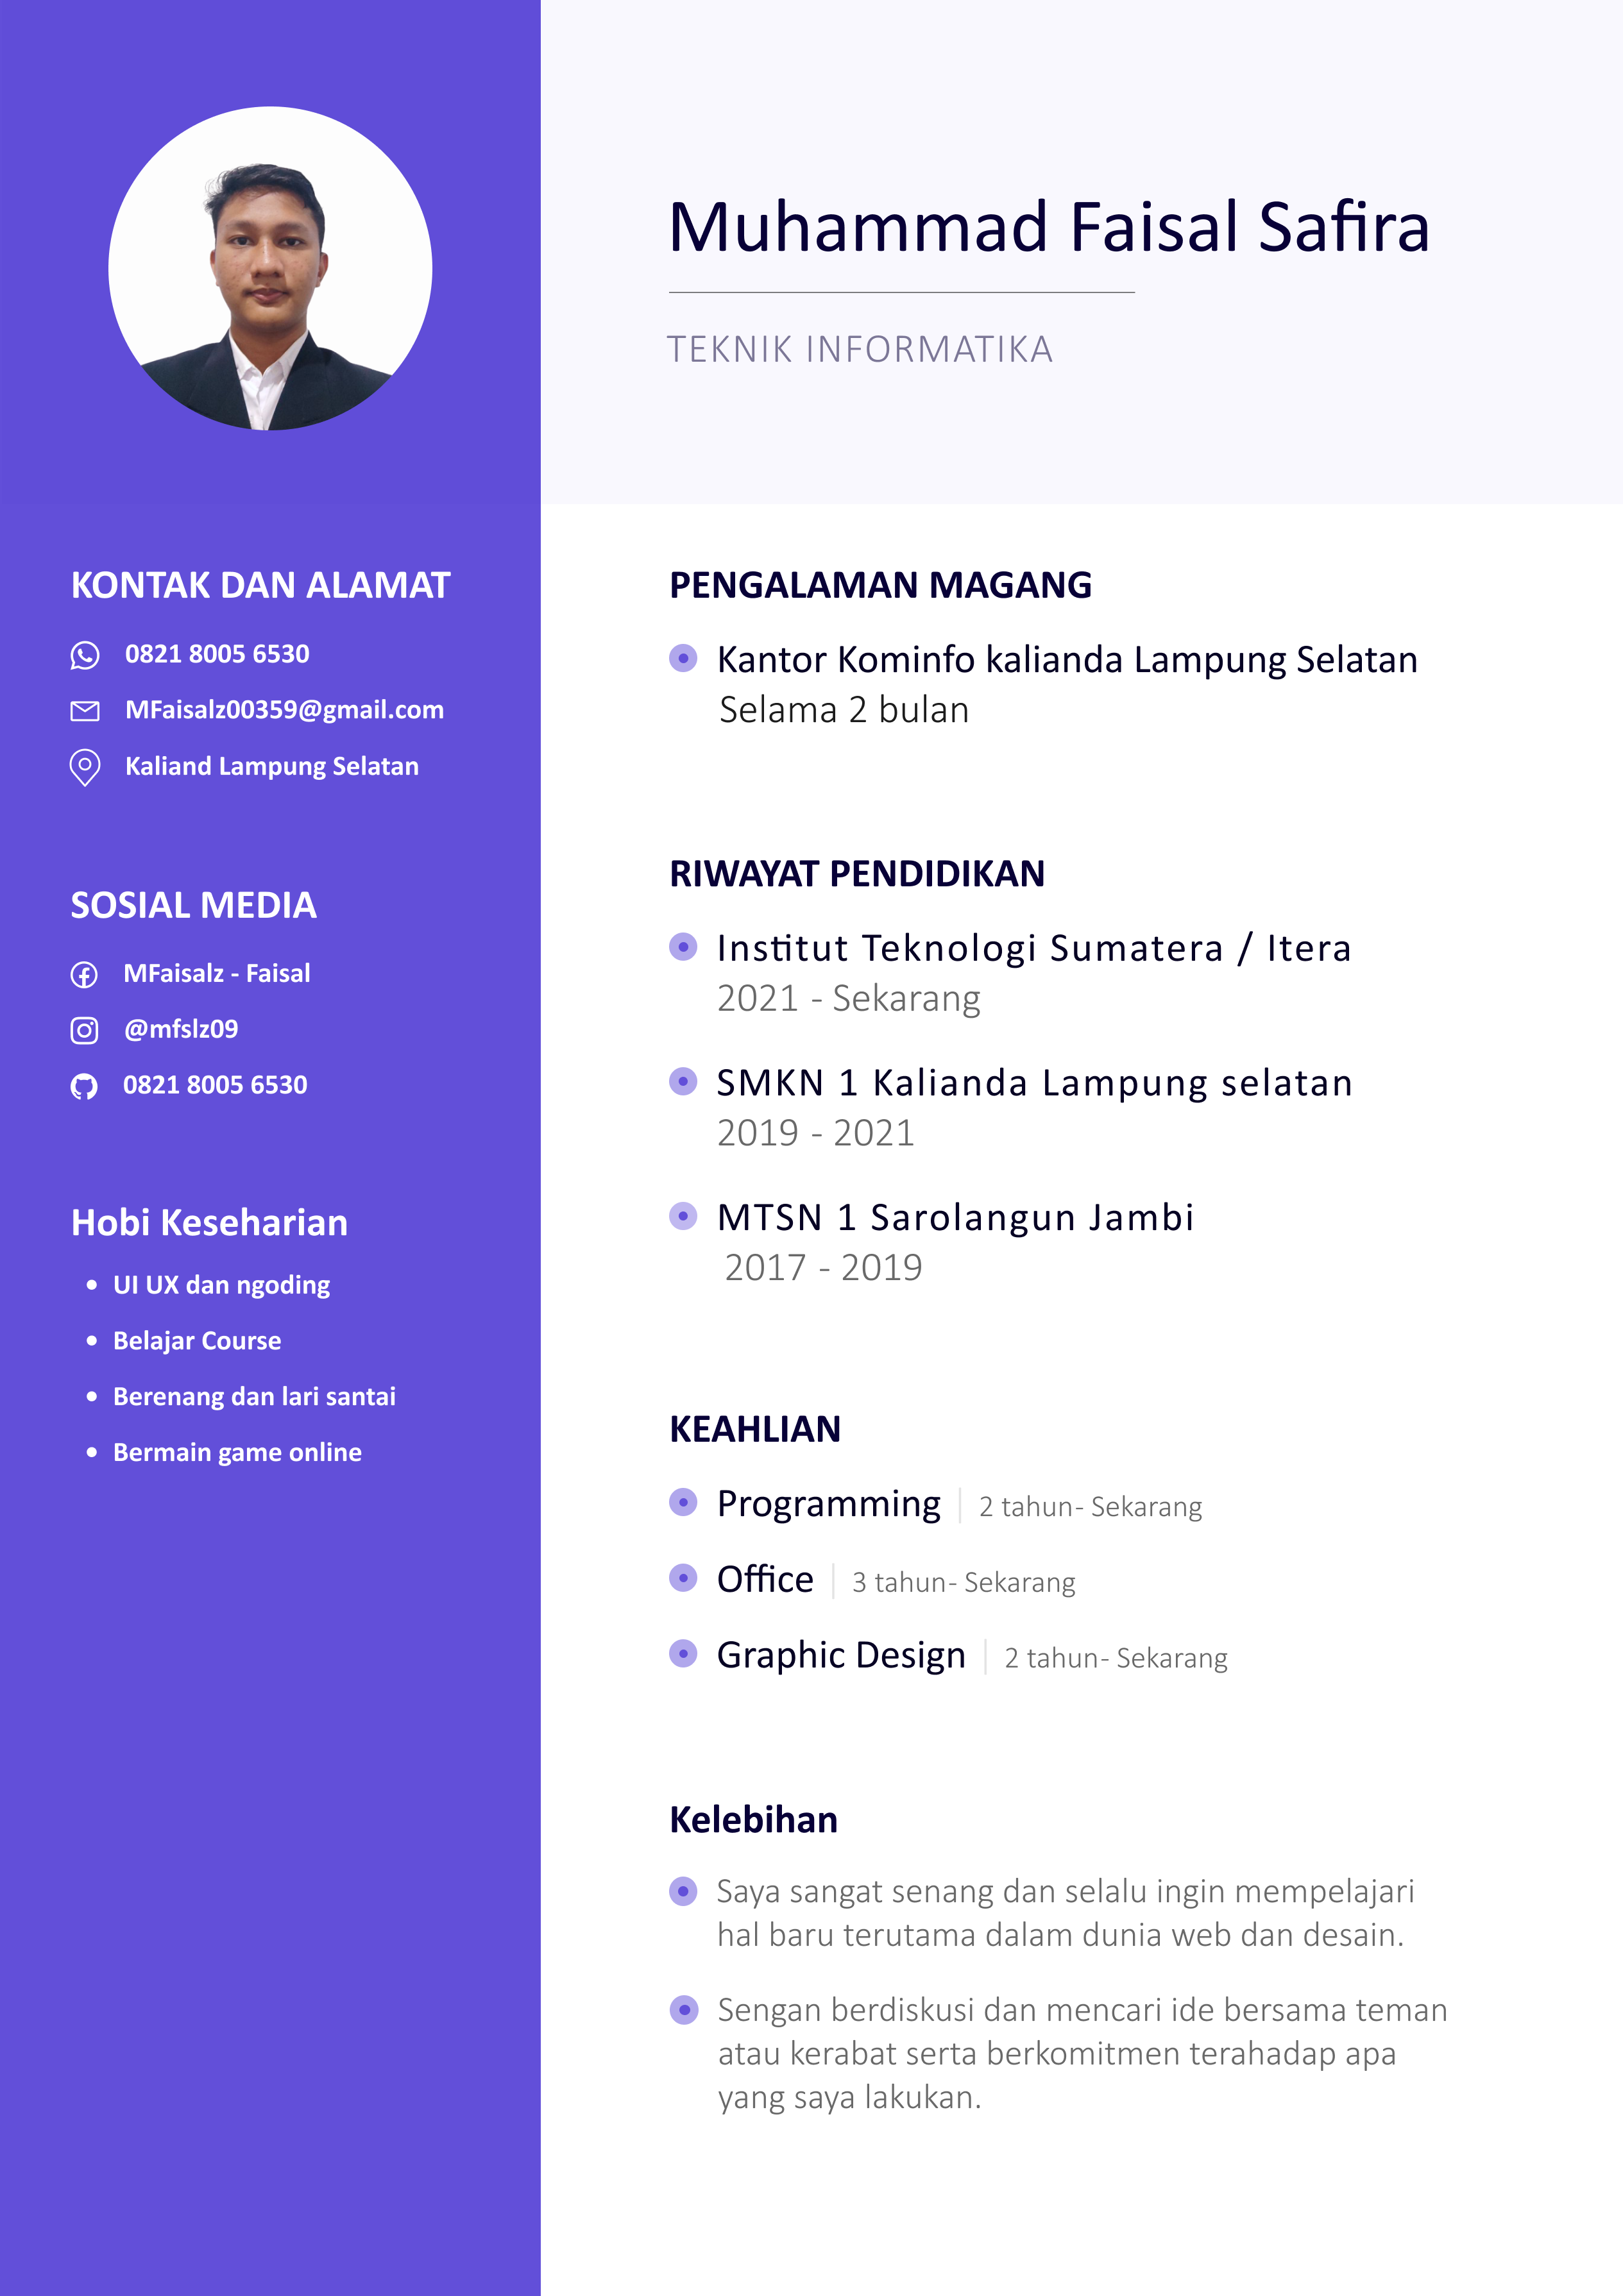 Muhammad Faisal Safira
TEKNIK INFORMATIKA
KONTAK DAN ALAMAT
0821 8005 6530
MFaisalz00359@gmail.com
Kaliand Lampung Selatan
SOSIAL MEDIA
MFaisalz - Faisal
@mfslz09
0821 8005 6530
Hobi Keseharian
• UI UX dan ngoding
• Belajar Course
• Berenang dan lari santai
• Bermain game online
PENGALAMAN MAGANG
Kantor Kominfo kalianda Lampung Selatan
Selama 2 bulan
RIWAYAT PENDIDIKAN
Institut Teknologi Sumatera / Itera
2021 - Sekarang
SMKN 1 Kalianda Lampung selatan
2019 - 2021
MTSN 1 Sarolangun Jambi
2017 - 2019
KEAHLIAN
Programming | 2 tahun- Sekarang
Office | 3 tahun- Sekarang
Graphic Design | 2 tahun- Sekarang
Kelebihan
Saya sangat senang dan selalu ingin mempelajari
hal baru terutama dalam dunia web dan desain.
Sengan berdiskusi dan mencari ide bersama teman
atau kerabat serta berkomitmen terahadap apa
yang saya lakukan.